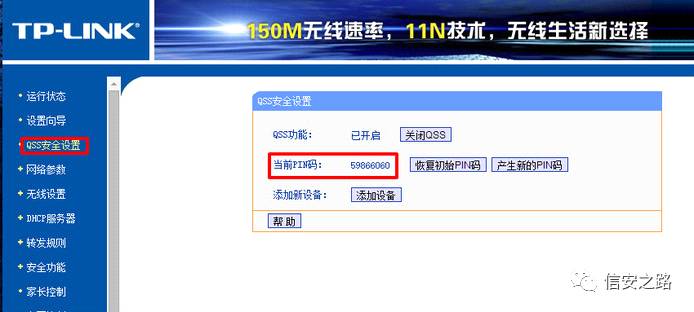 TP-LINK®
150M无线速率，11N技术，无线生活新选择
运行状态
设置向导
QSS安全设置
网络参数
无线设置
DHCP服务器
转发规则
安全功能
家长控制
QSS安全设置
QSS功能： 已开启 关闭QSS
当前PIN码： 59866060 恢复初始PIN码 产生新的PIN码
添加新设备： 添加设备
帮助
信安之路